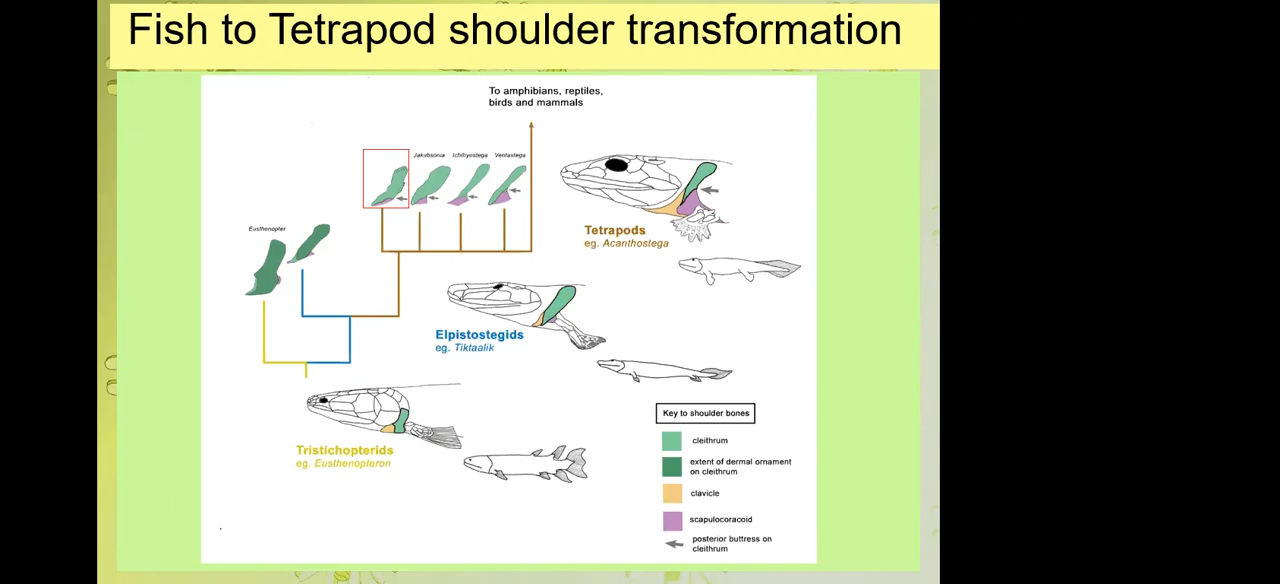 Fish to Tetrapod shoulder transformation
To amphibians, reptiles,
birds and mammals
Jakubsonia
Ichthyostega
Ventastega
Eusthenopter
Tetrapods
eg. Acanthostega
Elpistostegids
eg. Tiktaalik
Tristichopterids
eg. Eusthenopteron
Key to shoulder bones
cleithrum
extent of dermal ornament
on cleithrum
clavicle
scapulocoracoid
posterior buttress on
cleithrum